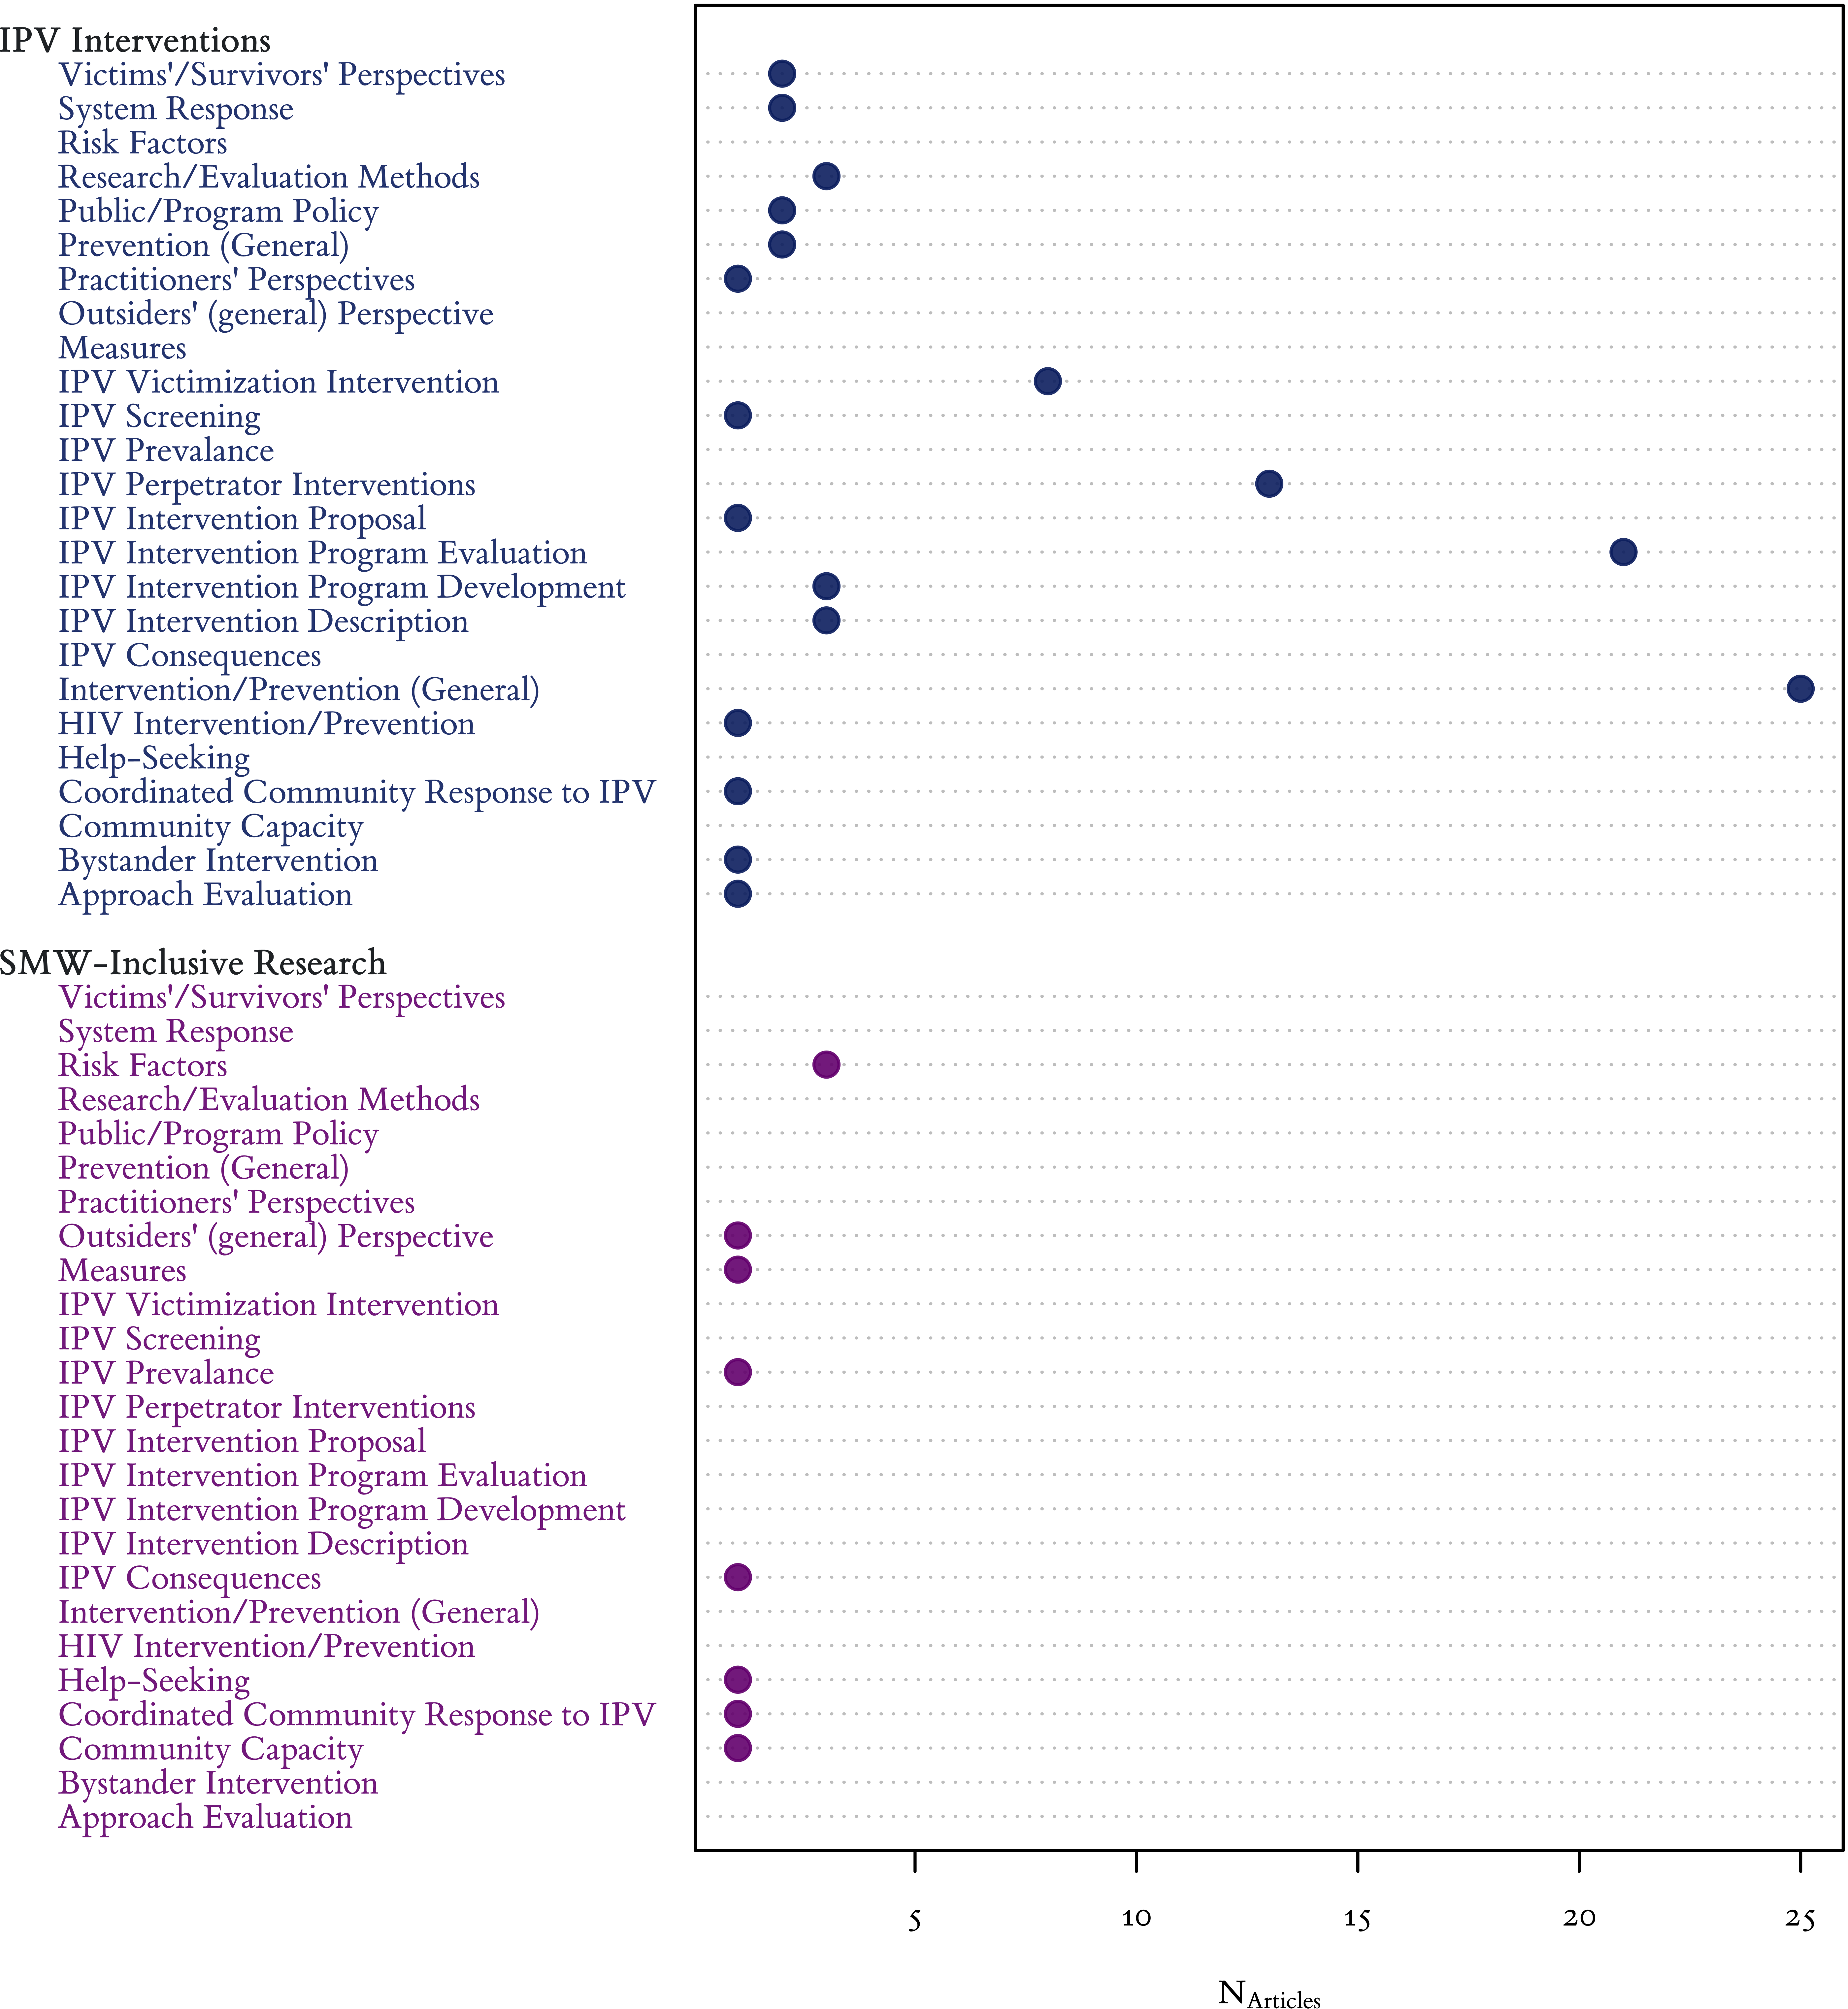 IPV Interventions
Victims'/Survivors' Perspectives
System Response
Risk Factors
Research/Evaluation Methods
Public/Program Policy
Prevention (General)
Practitioners' Perspectives
Outsiders' (general) Perspective
Measures
IPV Victimization Intervention
IPV Screening
IPV Prevalance
IPV Perpetrator Interventions
IPV Intervention Proposal
IPV Intervention Program Evaluation
IPV Intervention Program Development
IPV Intervention Description
IPV Consequences
Intervention/Prevention (General)
HIV Intervention/Prevention
Help-Seeking
Coordinated Community Response to IPV
Community Capacity
Bystander Intervention
Approach Evaluation
SMW-Inclusive Research
Victims'/Survivors' Perspectives
System Response
Risk Factors
Research/Evaluation Methods
Public/Program Policy
Prevention (General)
Practitioners' Perspectives
Outsiders' (general) Perspective
Measures
IPV Victimization Intervention
IPV Screening
IPV Prevalance
IPV Perpetrator Interventions
IPV Intervention Proposal
IPV Intervention Program Evaluation
IPV Intervention Program Development
IPV Intervention Description
IPV Consequences
Intervention/Prevention (General)
HIV Intervention/Prevention
Help-Seeking
Coordinated Community Response to IPV
Community Capacity
Bystander Intervention
Approach Evaluation
5 10 15 20 25
N Articles